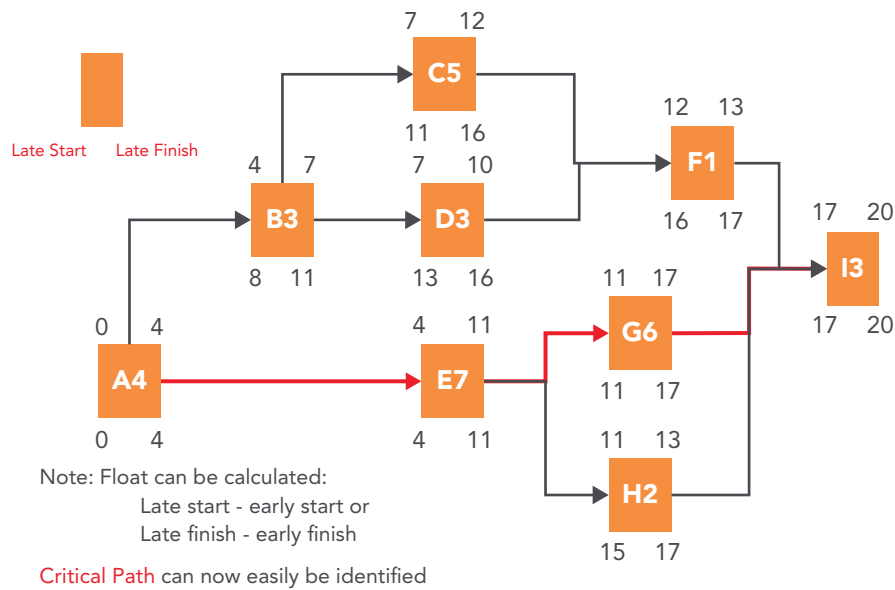 7 12
C5
11 16
Late Start Late Finish
4 7
B3
8 11
7 10
D3
13 16
12 13
F1
16 17
17 20
I3
17 20
0 4
A4
0 4
4 11
E7
4 11
11 17
G6
11 17
11 13
H2
15 17
Note: Float can be calculated:
Late start - early start or
Late finish - early finish
Critical Path can now easily be identified